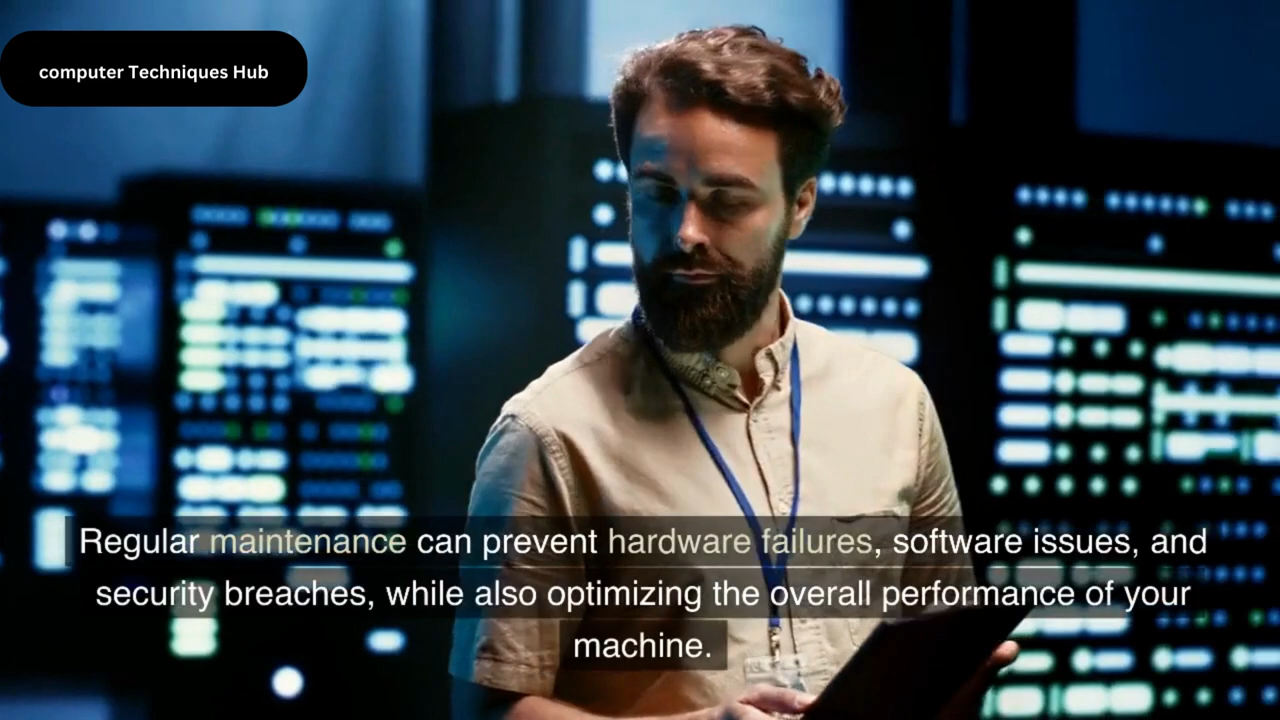 computer Techniques Hub
Regular maintenance can prevent hardware failures, software issues, and
security breaches, while also optimizing the overall performance of your
machine.